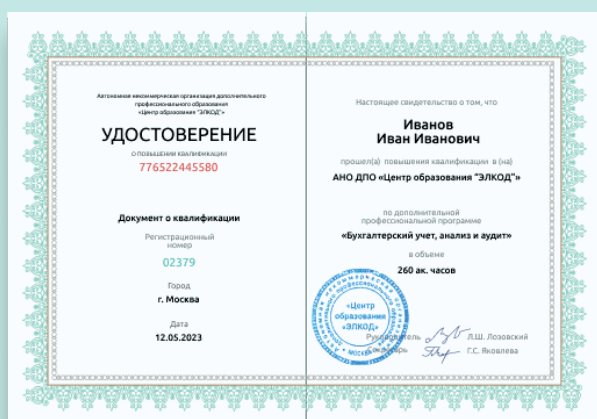 Автономная некоммерческая организация дополнительного
профессионального образования
«Центр образования "ЭЛКОД"»
УДОСТОВЕРЕНИЕ
О ПОВЫШЕНИИ КВАЛИФИКАЦИИ
776522445580
Документ о квалификации
Регистрационный
номер
02379
Город
г. Москва
Дата
12.05.2023
Настоящее свидетельство о том, что
Иванов
Иван Иванович
прошел(а) повышения квалификации в (на)
АНО ДПО «Центр образования "ЭЛКОД"»
по дополнительной
профессиональной программе
«Бухгалтерский учет, анализ и аудит»
в объеме
260 ак. часов
«Центр
образования
«ЭЛКОД»
МОСКВА
Руководитель Л.Ш. Лозовский
Секретарь Г.С. Яковлева